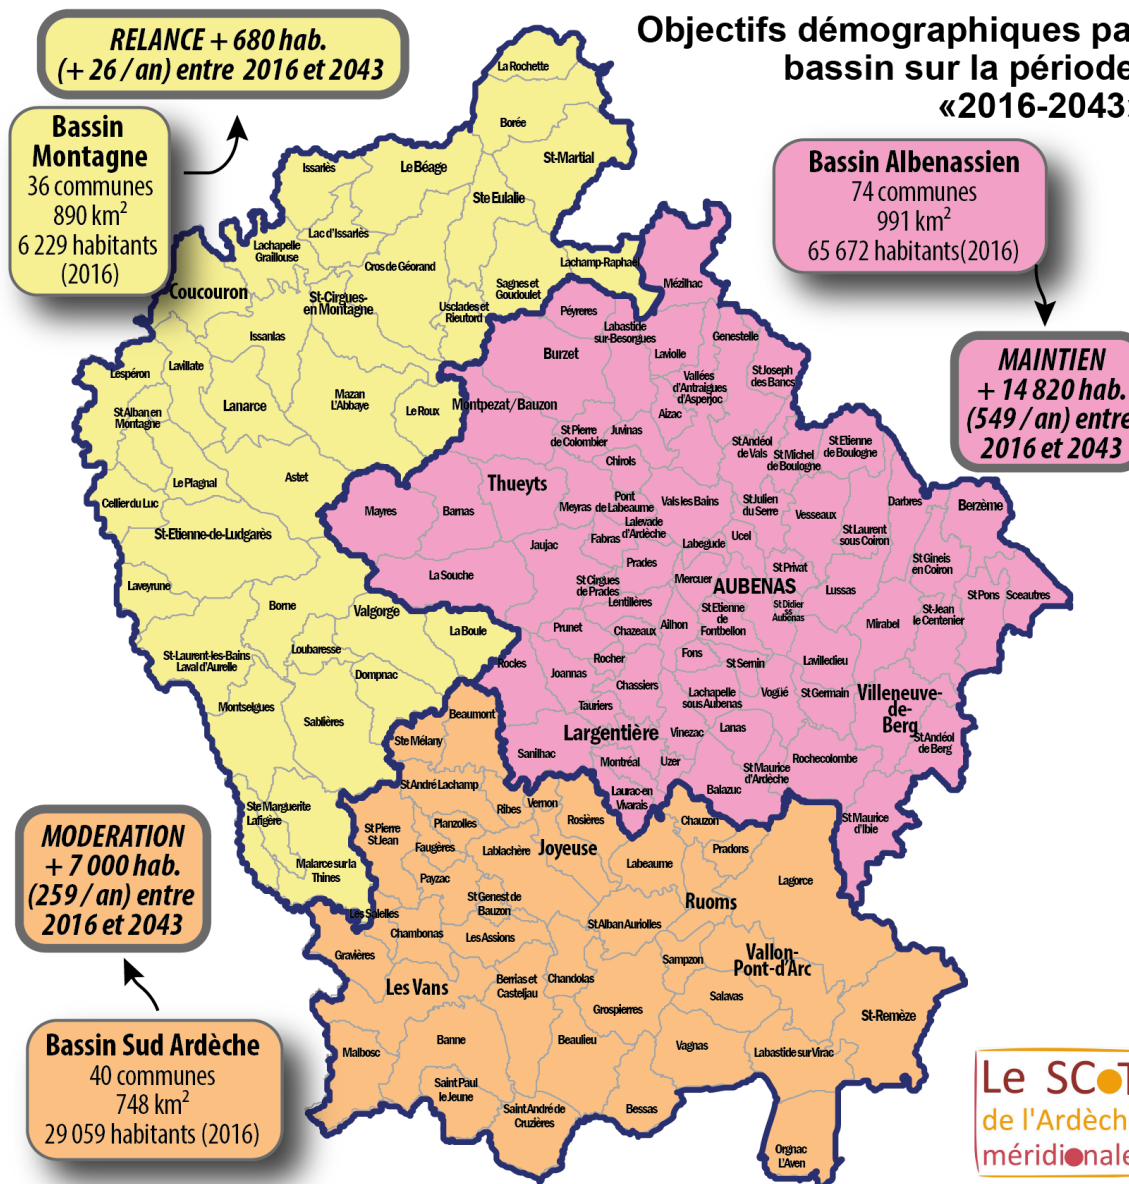 Objectifs démographiques pa
bassin sur la période
«2016-2043
RELANCE + 680 hab.
(+ 26 / an) entre 2016 et 2043
Bassin
Montagne
36 communes
890 km²
6 229 habitants
(2016)
Bassin Albenassien
74 communes
991 km²
65 672 habitants(2016)
MAINTIEN
+ 14 820 hab.
(549 / an) entre
2016 et 2043
La Rochette
Borée
St-Martial
Issarlès
Le Béage
Ste Eulalie
Lac d'Issarlès
Lachapelle
Graillouse
Cros de Géorand
Lachamp-Raphaël
Coucouron
St-Cirgues-
en Montagne
Sagnes et
Goudoulet
Usclades et
Rieutord
Issanlas
Lespéron
Lavillate
Lanarce
Mazan
L'Abbaye
Le Roux
St Alban en
Montagne
Le Plagnal
Astet
Cellier du Luc
St-Etienne-de-Ludgarès
Laveyrune
Borne
Valgorge
La Boule
Loubaresse
St-Laurent-les-Bains
Laval d'Aurelle
Dompnac
Montselgues
Sablières
Ste Marguerite
Lafigère
Malarce sur la
Thines
Mézilhac
Péyreres
Labastide
sur-Besorgues
Genestelle
Burzet
Laviolle
St Joseph
des Bancs
Vallées
d'Antraigues
d'Asperjoc
Montpezat/Bauzon
Aizac
St Pierre
de Colombier
Juvinas
St Andéol
de Vals
St Michel
de Boulogne
St Etienne
de Boulogne
Chirols
Thueyts
Mayres
Barnas
Meyras
Pont
de Labeaume
Vals les Bains
St Julien
du Serre
Vesseaux
Darbres
Berzème
Lalevade
d'Ardèche
Fabras
Jaujac
Labegude
Ucel
St Laurent
sous Coiron
Prades
St Gineis
en Coiron
La Souche
St Cirgues
de Prades
Mercuer
AUBENAS
St Privat
Lussas
St Pons
Sceautres
Lentillères
St Etienne
de
Fontbellon
St Didier
ss
Aubenas
St-Jean
le Centenier
Prunet
Chazeaux
Ailhon
Mirabel
Rocles
Rocher
Fons
St Sernin
Lavilledieu
Joannas
Chassiers
Lachapelle
sous Aubenas
Vogüé
St Germain
Villeneuve-
de-
Berg
Tauriers
Largentière
Vinezac
Lanas
St Andéol
de Berg
Sanilhac
Montréal
Uzer
St Maurice
d'Ardèche
Rochecolombe
Laurac-en
Vivarais
Balazuc
St Maurice
d'Ibie
MODERATION
+ 7 000 hab.
(259 / an) entre
2016 et 2043
Bassin Sud Ardèche
40 communes
748 km²
29 059 habitants (2016)
Beaumont
Ste Mélany
St André Lachamp
Ribes
Vernon
Rosières
Chauzon
St Pierre
St Jean
Planzolles
Faugères
Lablachère
Joyeuse
Labeaume
Pradons
Payzac
Lagorce
St Genest de
Bauzon
Ruoms
Les Salelles
Chambonas
Les Assions
St Alban Auriolles
Gravières
Sampzon
Vallon-
Pont-d'Arc
Les Vans
Berrias et
Casteljau
Chandolas
Salavas
Grospierres
St-Remèze
Malbosc
Banne
Beaulieu
Vagnas
Labastide sur Virac
Saint Paul
le Jeune
Saint André de
Cruzières
Bessas
Orgnac
L'Aven
Le SCoT
de l'Ardèch
méridionale